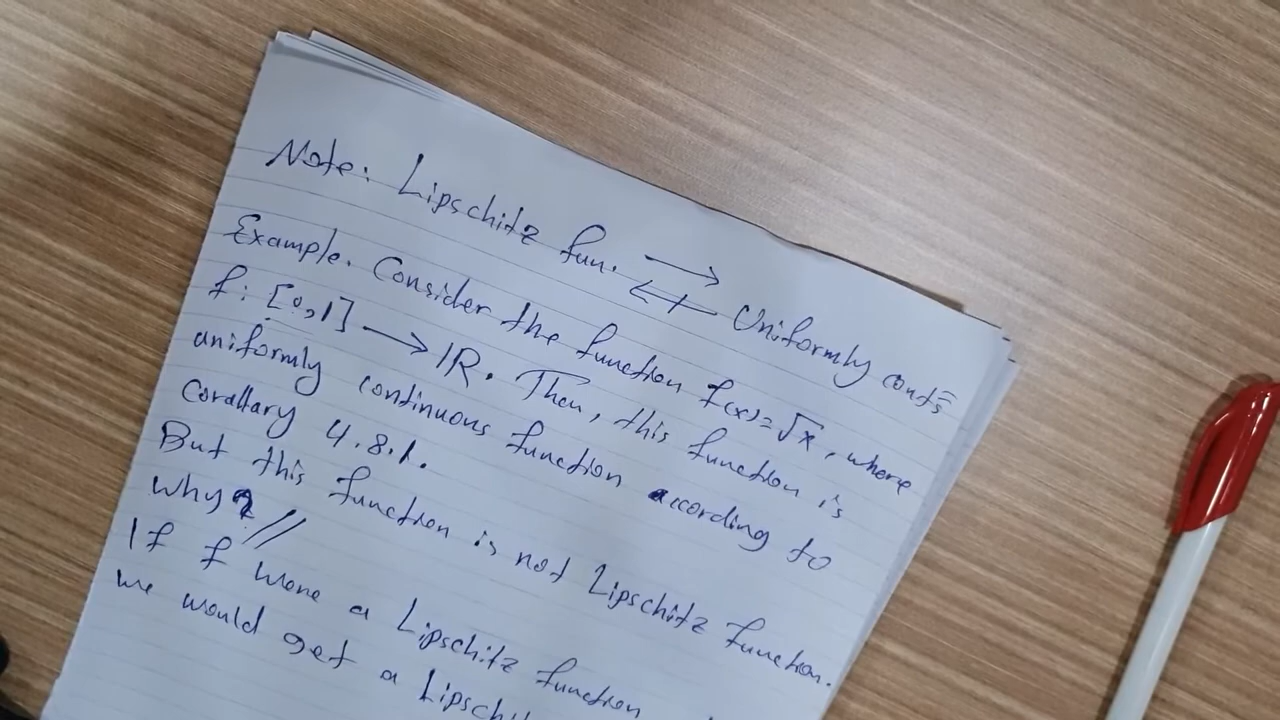 Note: Lipschitz fun. → ↚ Uniformly conts
Example. Consider the function f(x)=√x, where
f: [0,1] → IR. Then, this function is
uniformly continuous function according to
Corallary 4.8.1.
But this function is not Lipschitz function.
Why? //
If f were a Lipschitz function
we would get a